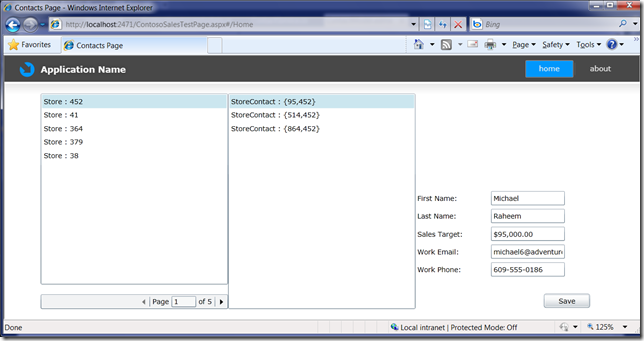 Contacts Page - Windows Internet Explorer
http://localhost:2471/ContosoSalesTestPage.aspx#/Home
Bing
Favorites
Contacts Page
Page
Safety
Tools
Application Name
home
about
Store : 452
Store : 41
Store : 364
Store : 379
Store : 38
StoreContact : {95,452}
StoreContact : {514,452}
StoreContact : {864,452}
First Name: Michael
Last Name: Raheem
Sales Target: $95,000.00
Work Email: michael6@adventure
Work Phone: 609-555-0186
Page 1 of 5
Save
Done
Local intranet | Protected Mode: Off
125%